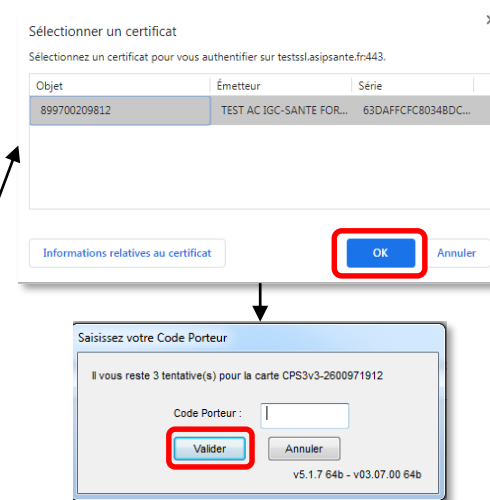 Sélectionner un certificat
Sélectionnez un certificat pour vous authentifier sur testssl.asipsante.fr:443.
Objet Émetteur Série
899700209812 TEST AC IGC-SANTE FOR... 63DAFFCFC8034BDC...
Informations relatives au certificat OK Annuler
Saisissez votre Code Porteur
Il vous reste 3 tentative(s) pour la carte CPS3v3-2600971912
Code Porteur :
Valider Annuler
v5.1.7 64b - v03.07.00 64b